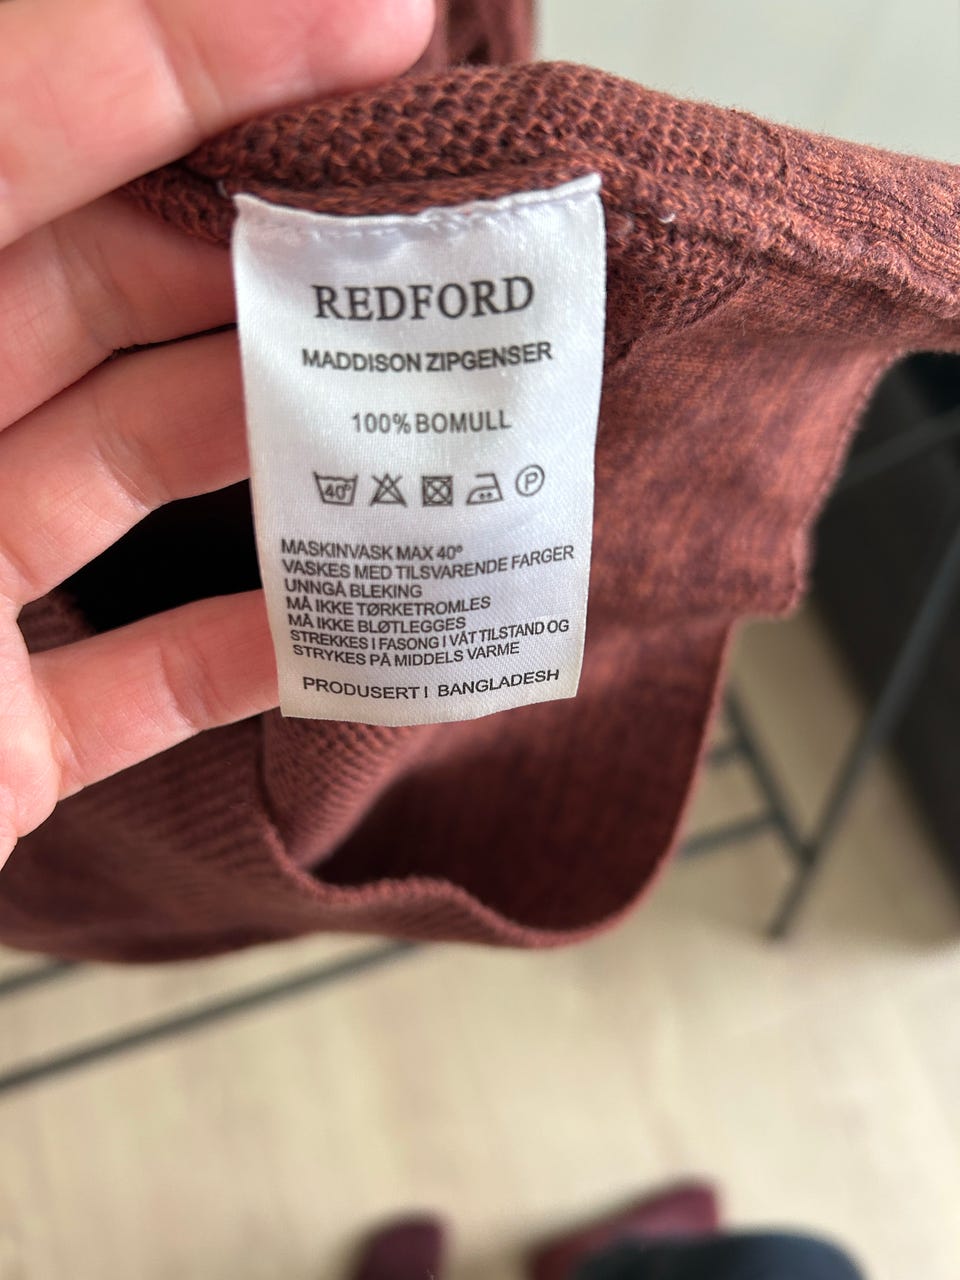 REDFORD
MADDISON ZIPGENSER
100% BOMULL
40° P
MASKINVASK MAX 40°
VASKES MED TILSVARENDE FARGER
UNNGÅ BLEKING
MÅ IKKE TØRKETROMLES
MÅ IKKE BLØTLEGGES
STREKKES I FASONG I VÅT TILSTAND OG
STRYKES PÅ MIDDELS VARME
PRODUSERT I BANGLADESH